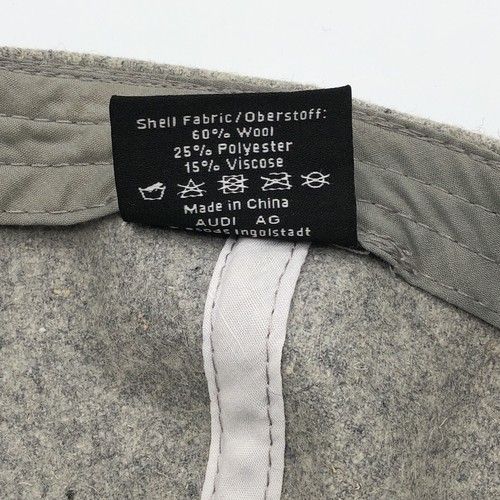 Shell Fabric/Oberstoff:
60% Wool
25% Polyester
15% Viscose
Made in China
AUDI AG
Ingolstadt